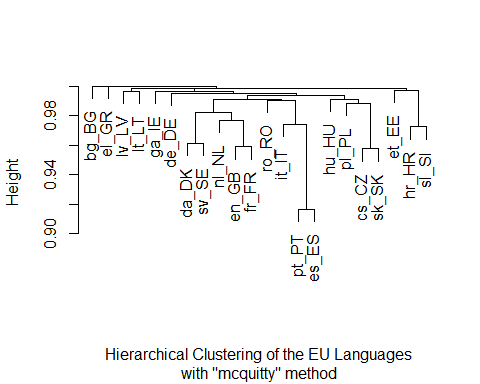 Height
0.98
0.94
0.90
bg_BG
el_GR
lv_LV
lt_LT
ga_IE
de_DE
da_DK
sv_SE
nl_NL
en_GB
fr_FR
ro_RO
it_IT
pt_PT
es_ES
hu_HU
pl_PL
cs_CZ
sk_SK
et_EE
hr_HR
sl_SI
Hierarchical Clustering of the EU Languages
with "mcquitty" method